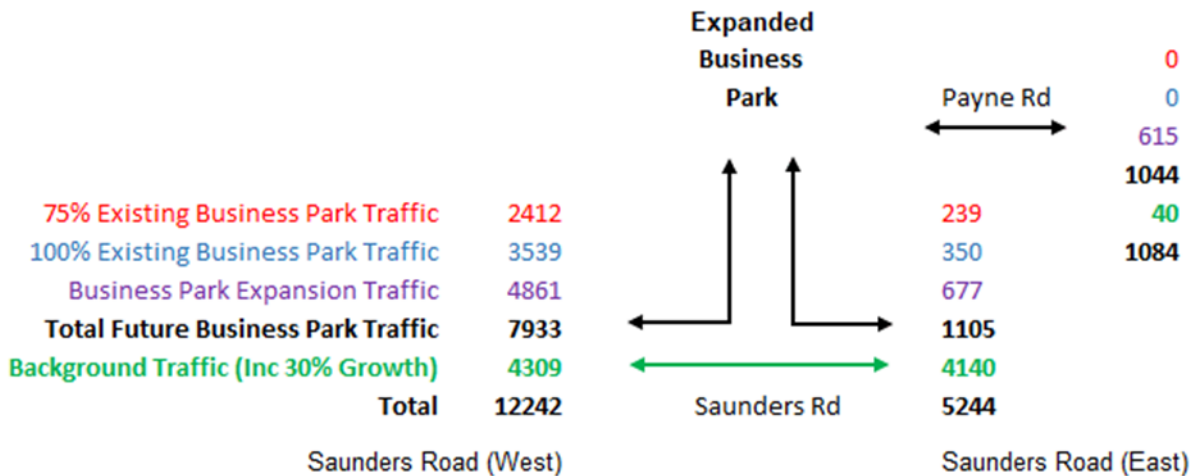 Expanded
Business
Park
Payne Rd
0
0
615
1044
40
1084
75% Existing Business Park Traffic 2412
100% Existing Business Park Traffic 3539
Business Park Expansion Traffic 4861
Total Future Business Park Traffic 7933
Background Traffic (Inc 30% Growth) 4309
Total 12242
239
350
677
1105
4140
5244
Saunders Rd
Saunders Road (West)
Saunders Road (East)